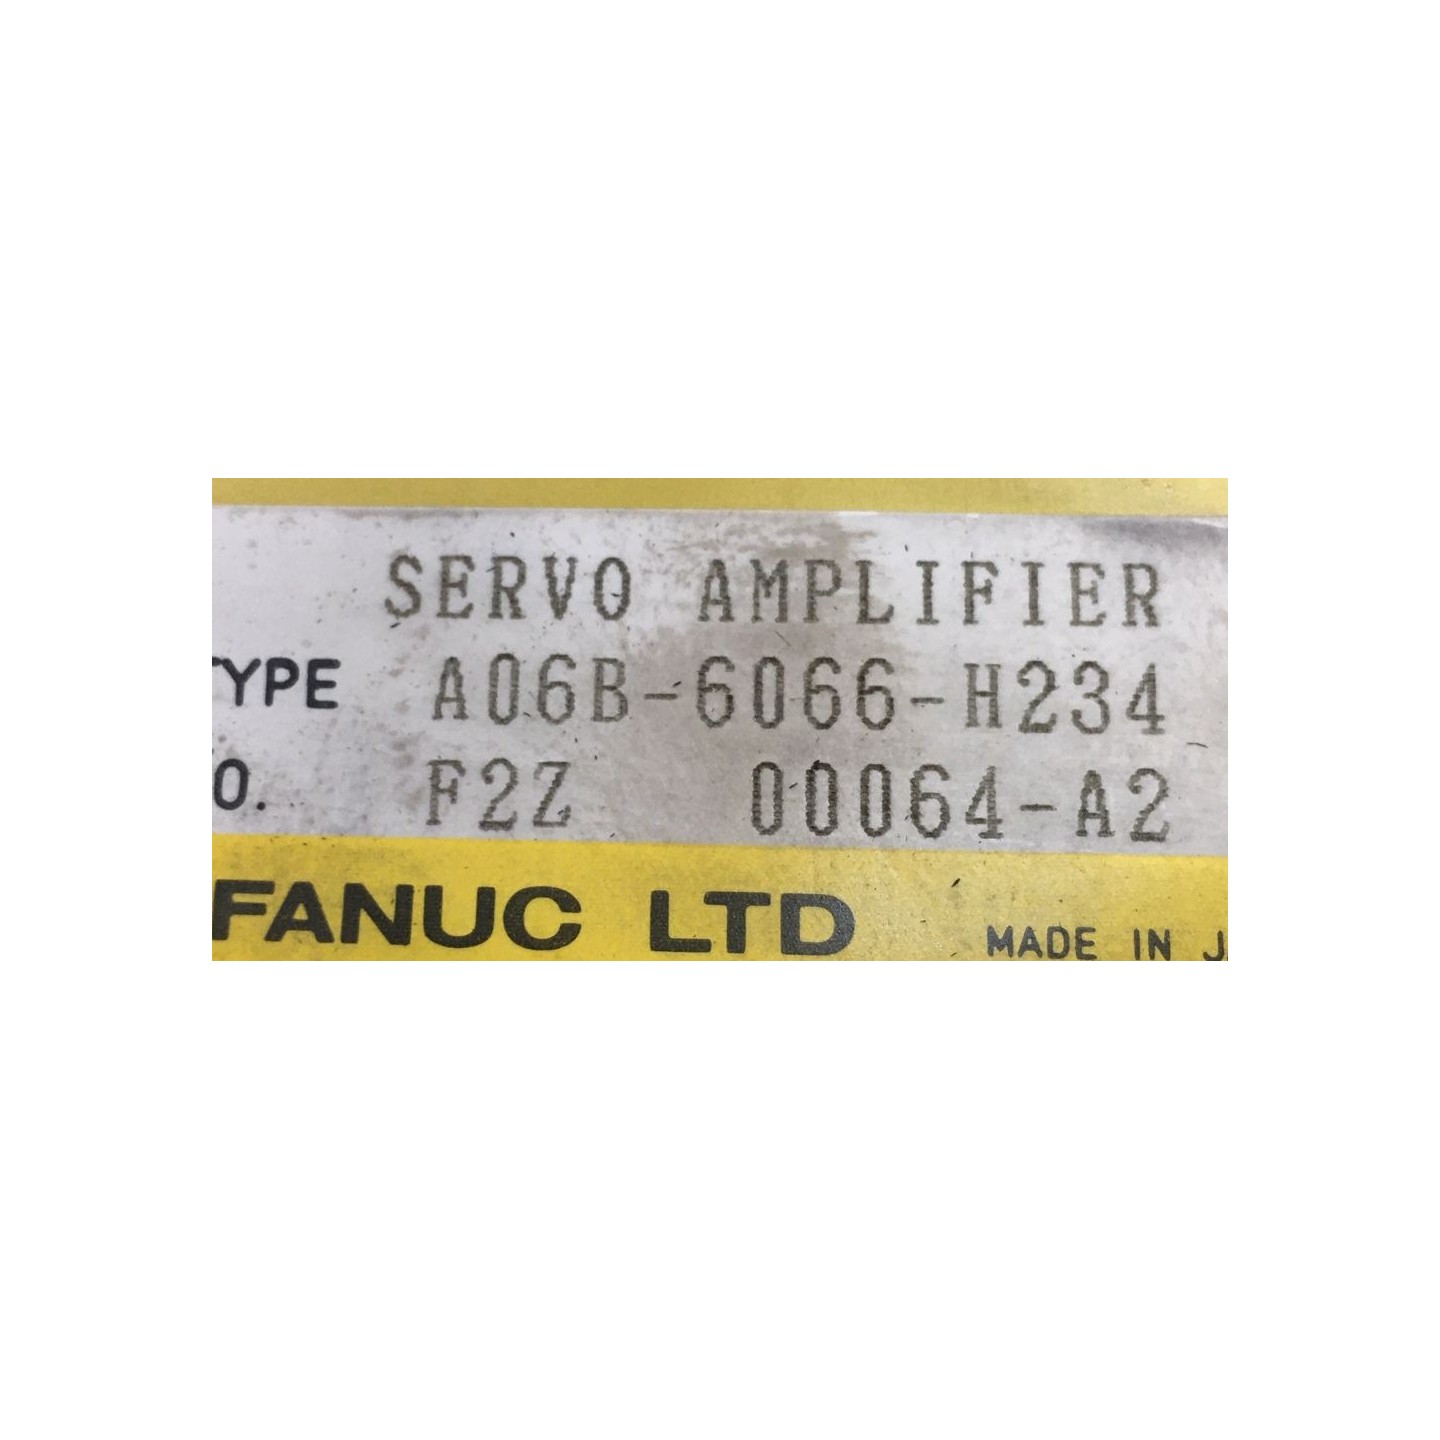 SERVO AMPLIFIER
TYPE A06B-6066-H234
O. F2Z 00064-A2
FANUC LTD MADE IN